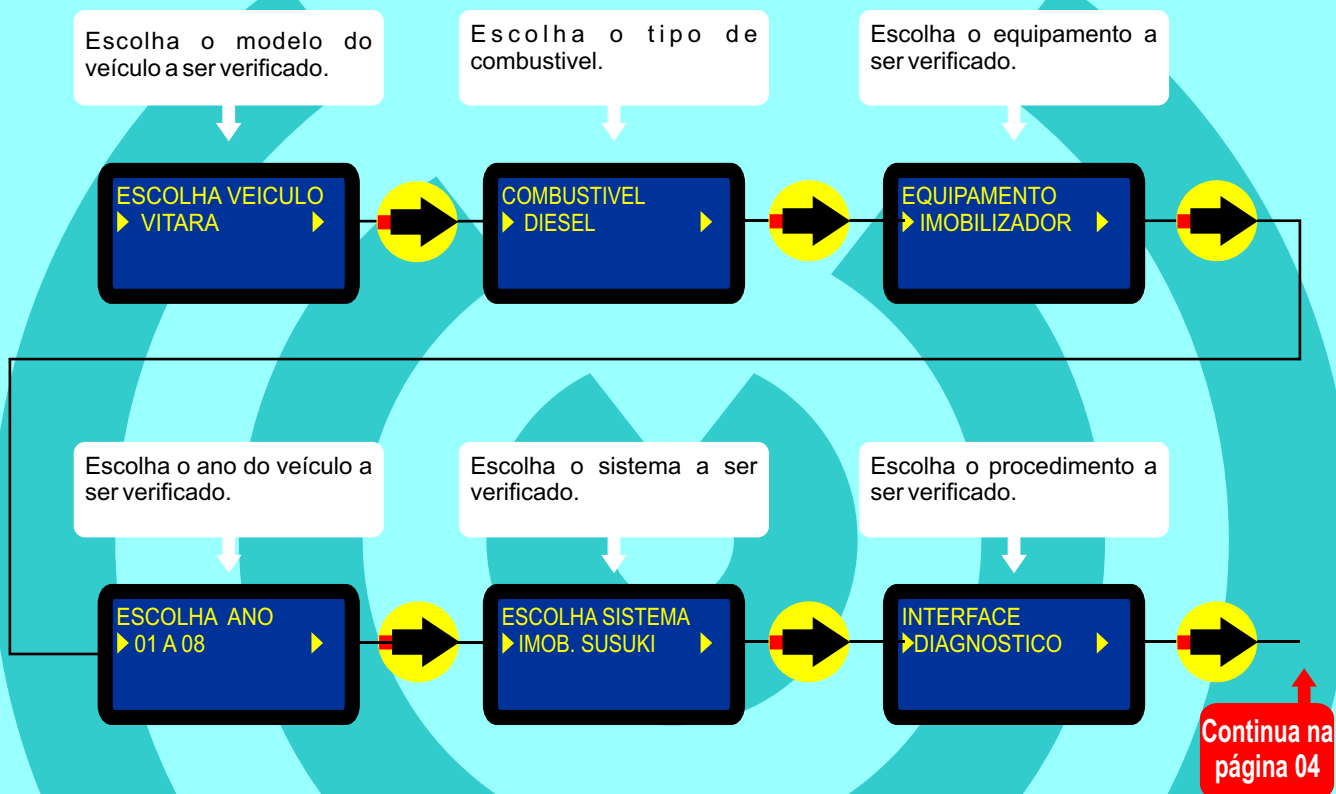 Escolha o modelo do
veículo a ser verificado.
Escolha o tipo de
combustivel.
Escolha o equipamento a
ser verificado.
ESCOLHA VEICULO
VITARA
COMBUSTIVEL
DIESEL
EQUIPAMENTO
IMOBILIZADOR
Escolha o ano do veículo a
ser verificado.
Escolha o sistema a ser
verificado.
Escolha o procedimento a
ser verificado.
ESCOLHA ANO
01 A 08
ESCOLHA SISTEMA
IMOB. SUSUKI
INTERFACE
DIAGNOSTICO
Continua na
página 04